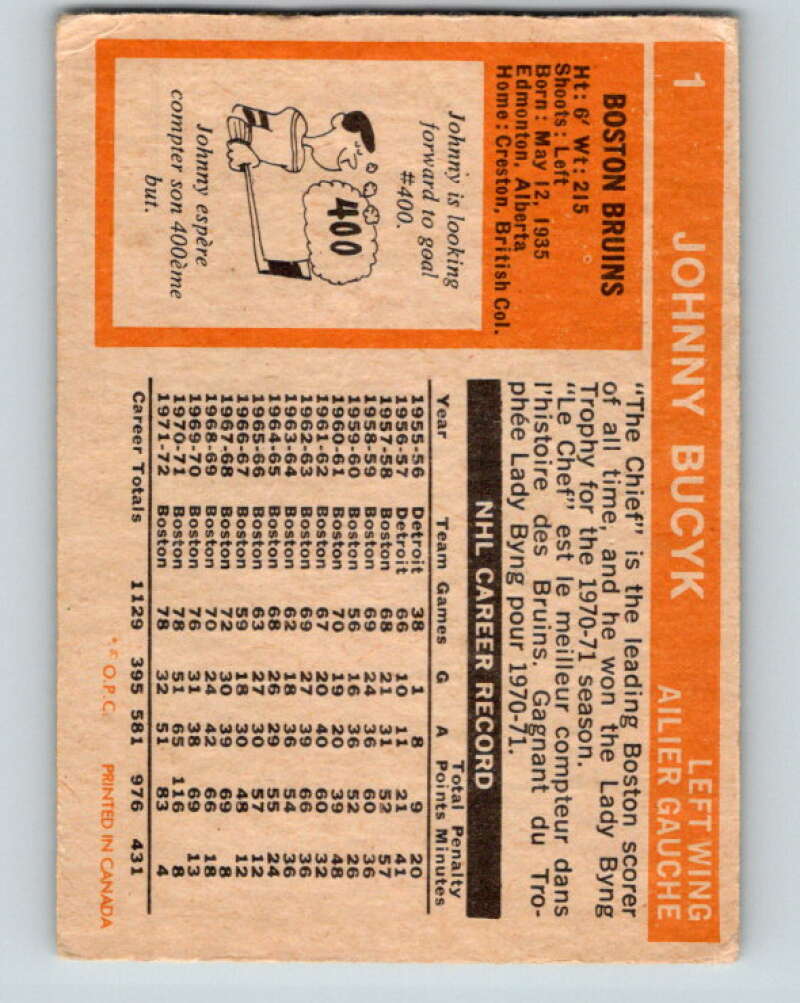 1 JOHNNY BUCYK LEFT WING
AILIER GAUCHE
BOSTON BRUINS
Ht: 6' Wt: 215
Shoots: Left
Born: May 12, 1935
Edmonton, Alberta
Home: Creston, British Col.
Johnny is looking
forward to goal
#400.
400
Johnny espère
compter son 400ème
but.
"The Chief" is the leading Boston scorer
of all time, and he won the Lady Byng
Trophy for the 1970-71 season.
"Le Chef" est le meilleur compteur dans
l'histoire des Bruins. Gagnant du Tro-
phée Lady Byng pour 1970-71.
NHL CAREER RECORD
Total Penalty
Year Team Games G A Points Minutes
1955-56 Detroit 38 1 8 9 20
1956-57 Detroit 66 10 11 21 41
1957-58 Boston 68 21 31 52 57
1958-59 Boston 69 24 36 60 36
1959-60 Boston 56 16 36 52 26
1960-61 Boston 70 19 20 39 48
1961-62 Boston 67 20 40 60 32
1962-63 Boston 69 27 39 66 36
1963-64 Boston 62 18 36 54 36
1964-65 Boston 68 26 29 55 24
1965-66 Boston 63 27 30 57 12
1966-67 Boston 59 18 30 48 12
1967-68 Boston 72 30 39 69 8
1968-69 Boston 70 24 42 66 18
1969-70 Boston 76 31 38 69 13
1970-71 Boston 78 51 65 116 8
1971-72 Boston 78 32 51 83 4
Career Totals 1129 395 581 976 431
* © O.P.C. PRINTED IN CANADA